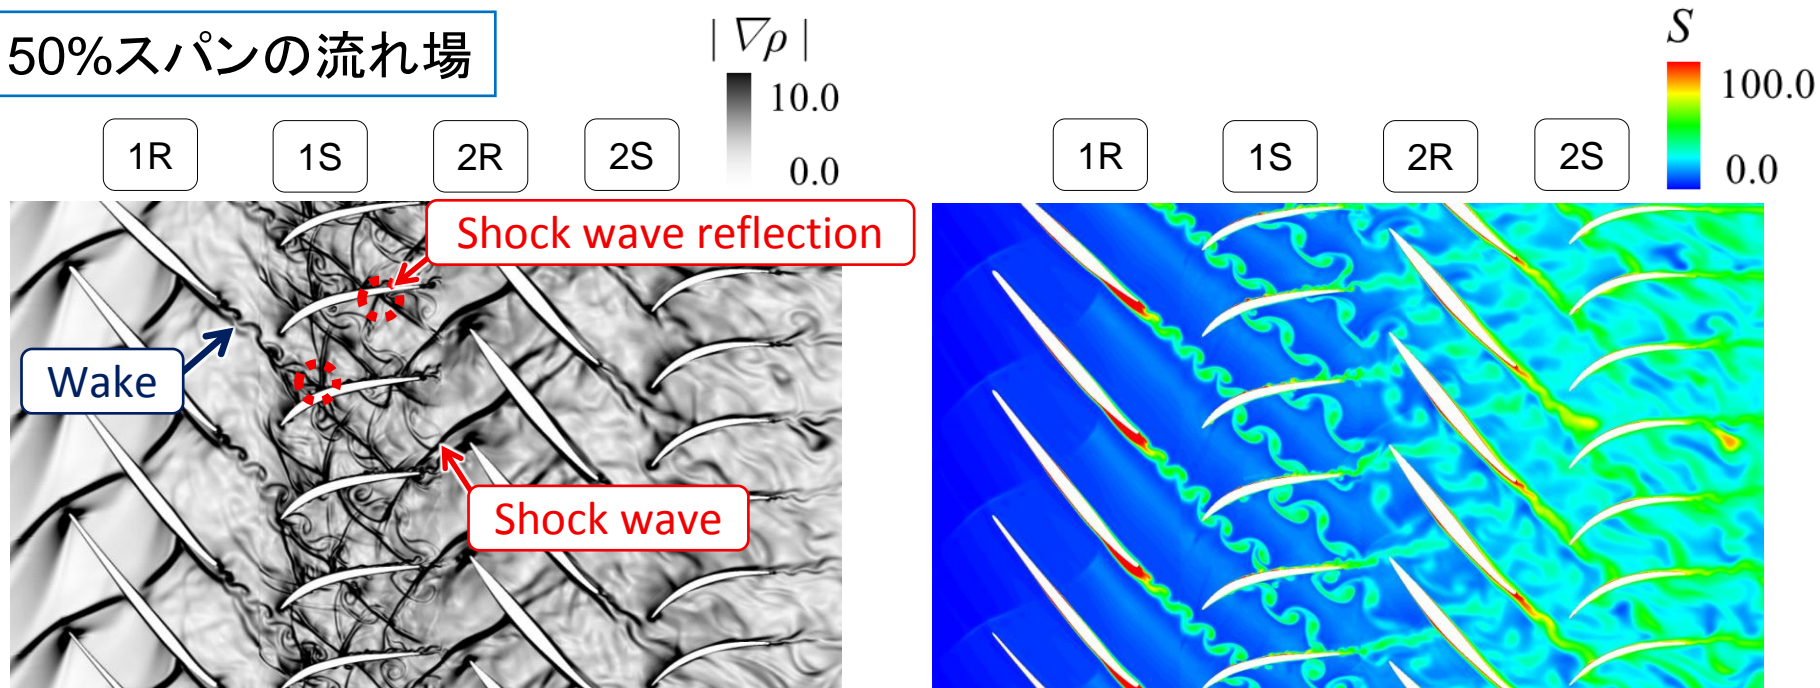 50%スパンの流れ場
| ∇ρ |
10.0
0.0
1R
1S
2R
2S
Shock wave reflection
Wake
Shock wave
S
100.0
0.0
1R
1S
2R
2S